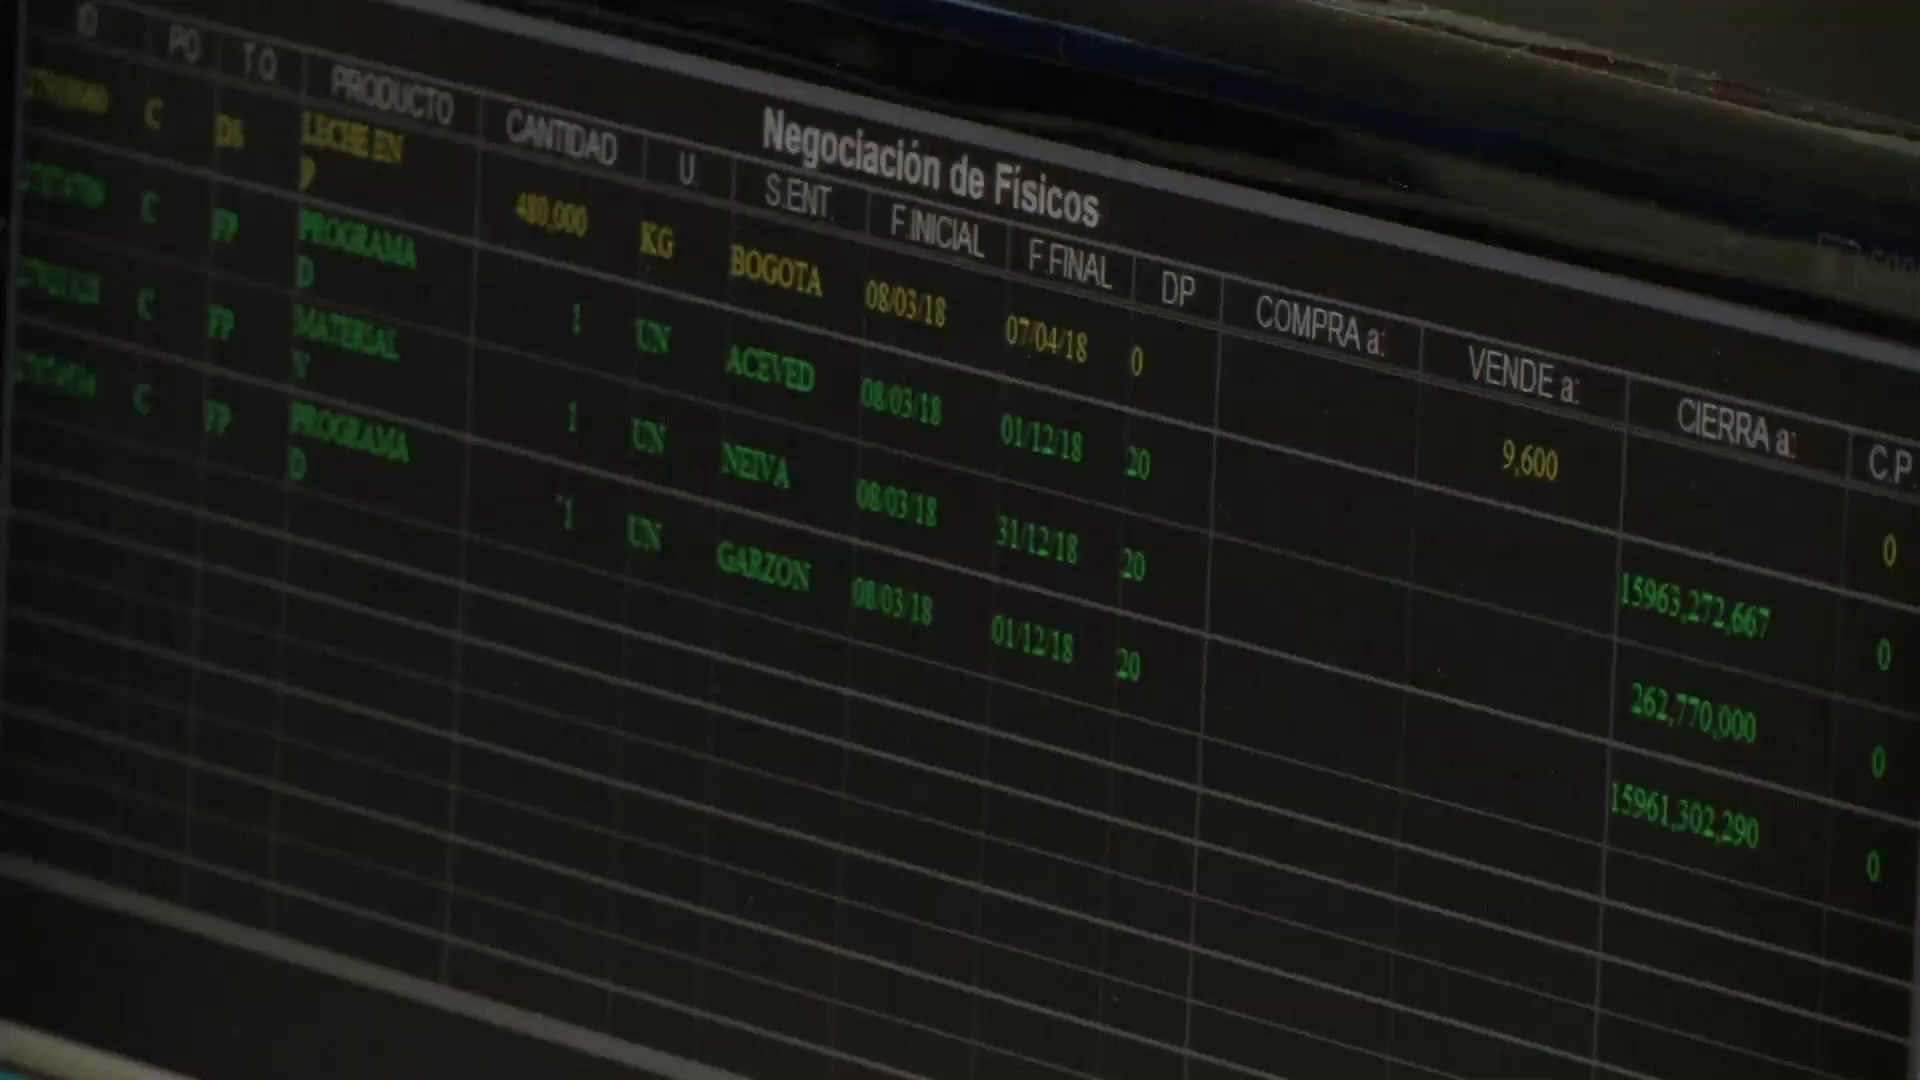 Negociación de Físicos
ID PO T.O PRODUCTO CANTIDAD U. S.ENT. F.INICIAL F.FINAL DP COMPRA a: VENDE a: CIERRA a: C.P.
C DS LECHE EN P 480,000 KG BOGOTA 08/03/18 07/04/18 0 9,600 0
C FP PROGRAMA D 1 UN ACEVED 08/03/18 01/12/18 20 15963,272,667 0
C FP MATERIAL Y 1 UN NEIVA 08/03/18 31/12/18 20 262,770,000 0
C FP PROGRAMA D 1 UN GARZON 08/03/18 01/12/18 20 15961,302,290 0